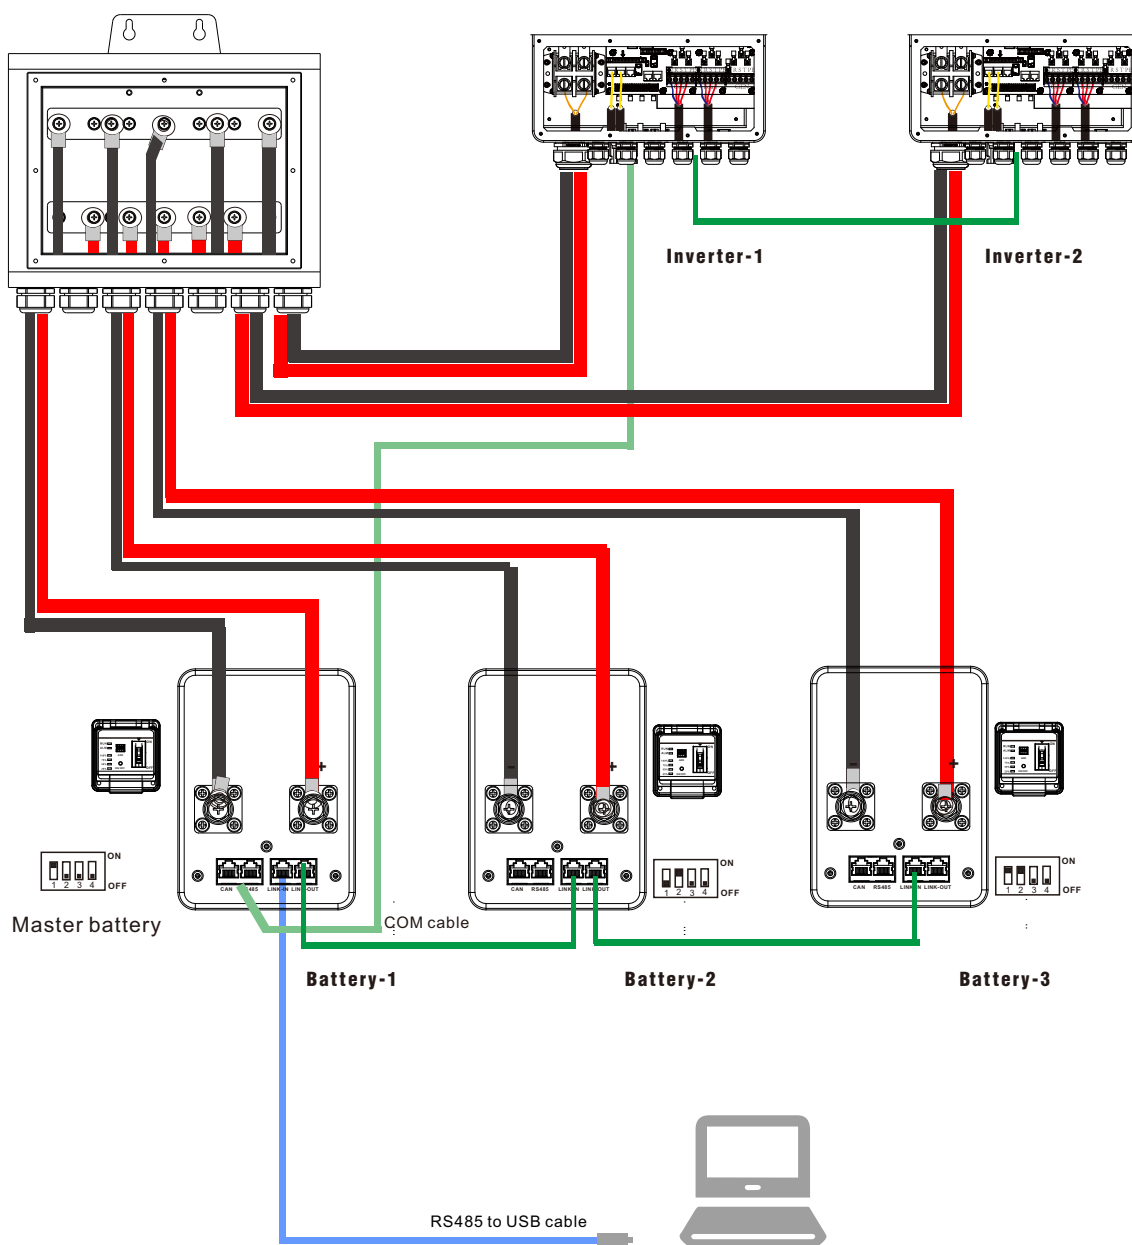 Inverter-1
Inverter-2
+
-
+
-
+
ON
1 2 3 4
OFF
Master battery
CAN RS485 LINK-IN LINK-OUT
CAN RS485 LINK-IN LINK-OUT
ON
1 2 3 4
OFF
CAN RS485 LINK-IN LINK-OUT
ON
1 2 3 4
OFF
COM cable
Battery-1
Battery-2
Battery-3
RS485 to USB cable